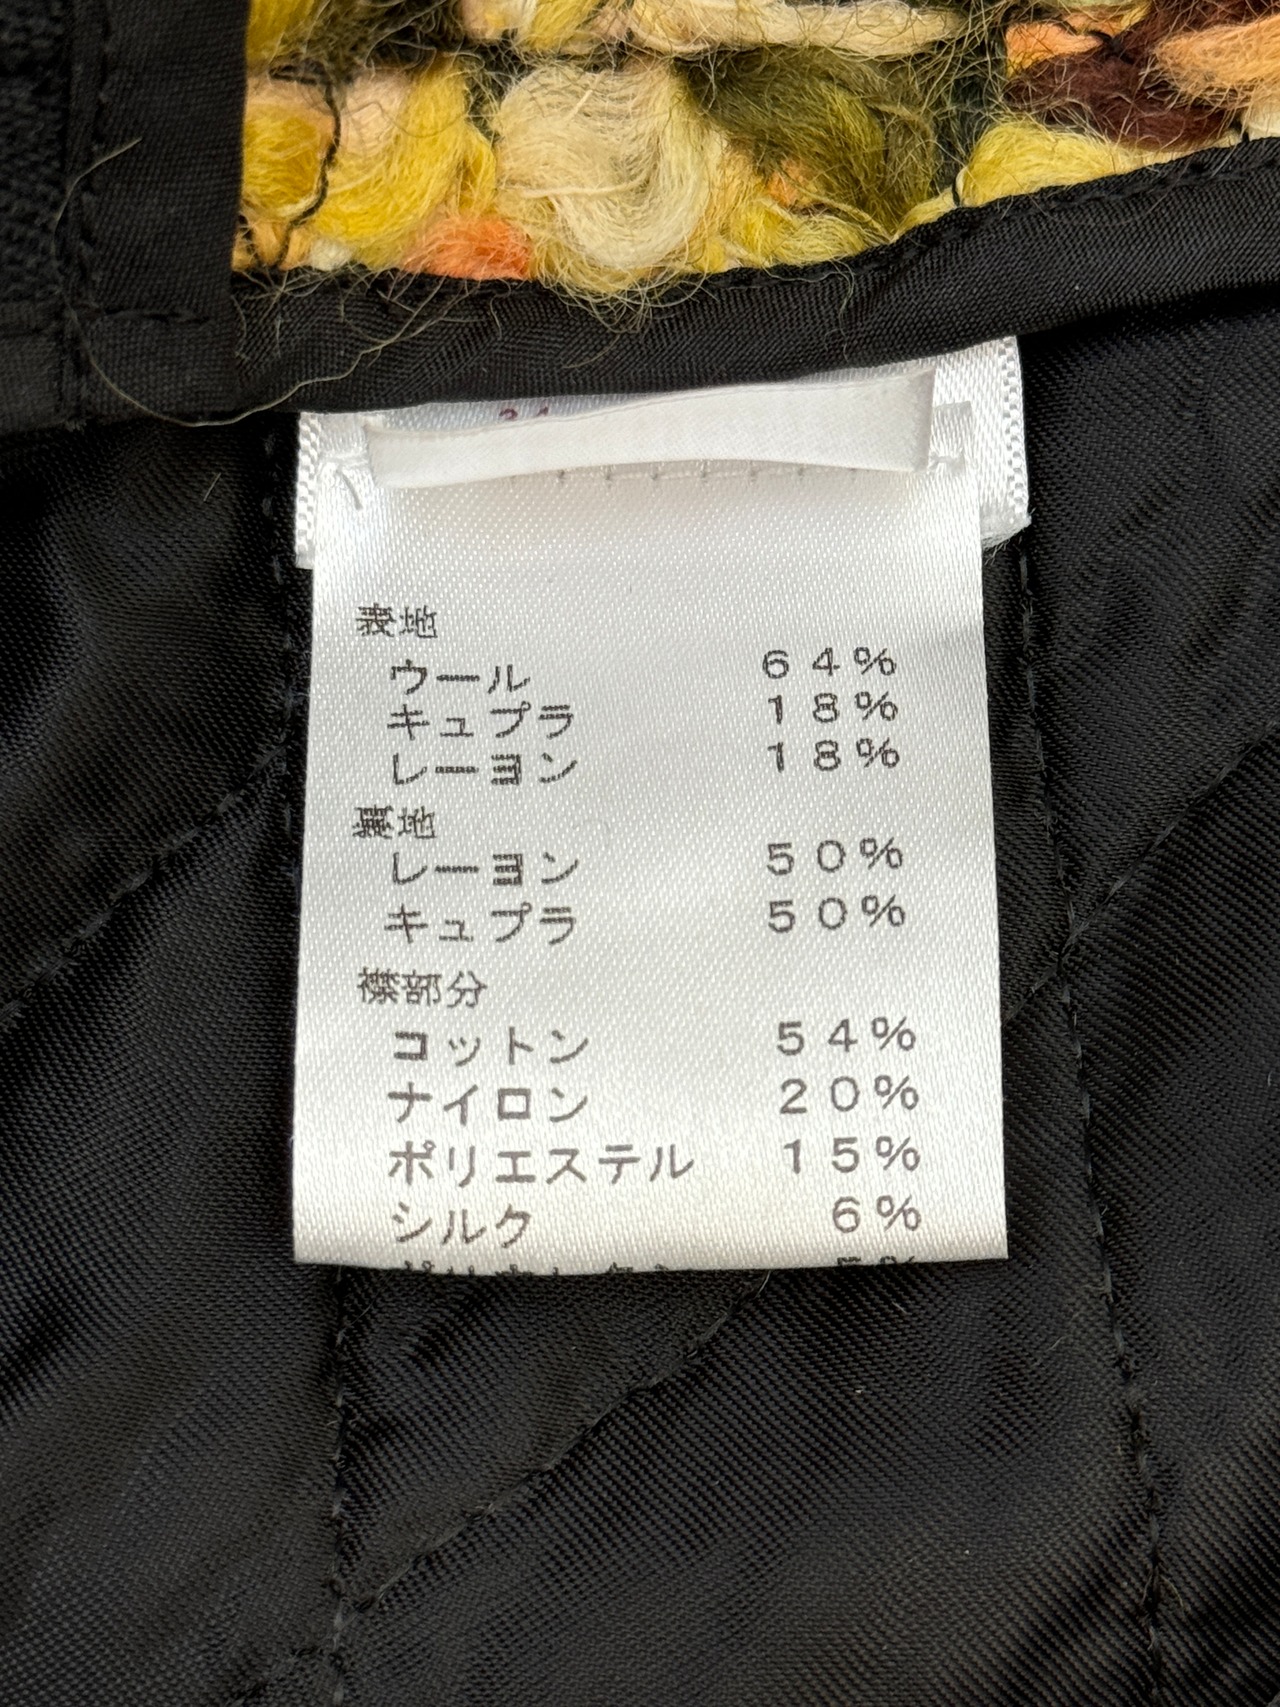 表地
ウール 64%
キュプラ 18%
レーヨン 18%
裏地
レーヨン 50%
キュプラ 50%
襟部分
コットン 54%
ナイロン 20%
ポリエステル 15%
シルク 6%